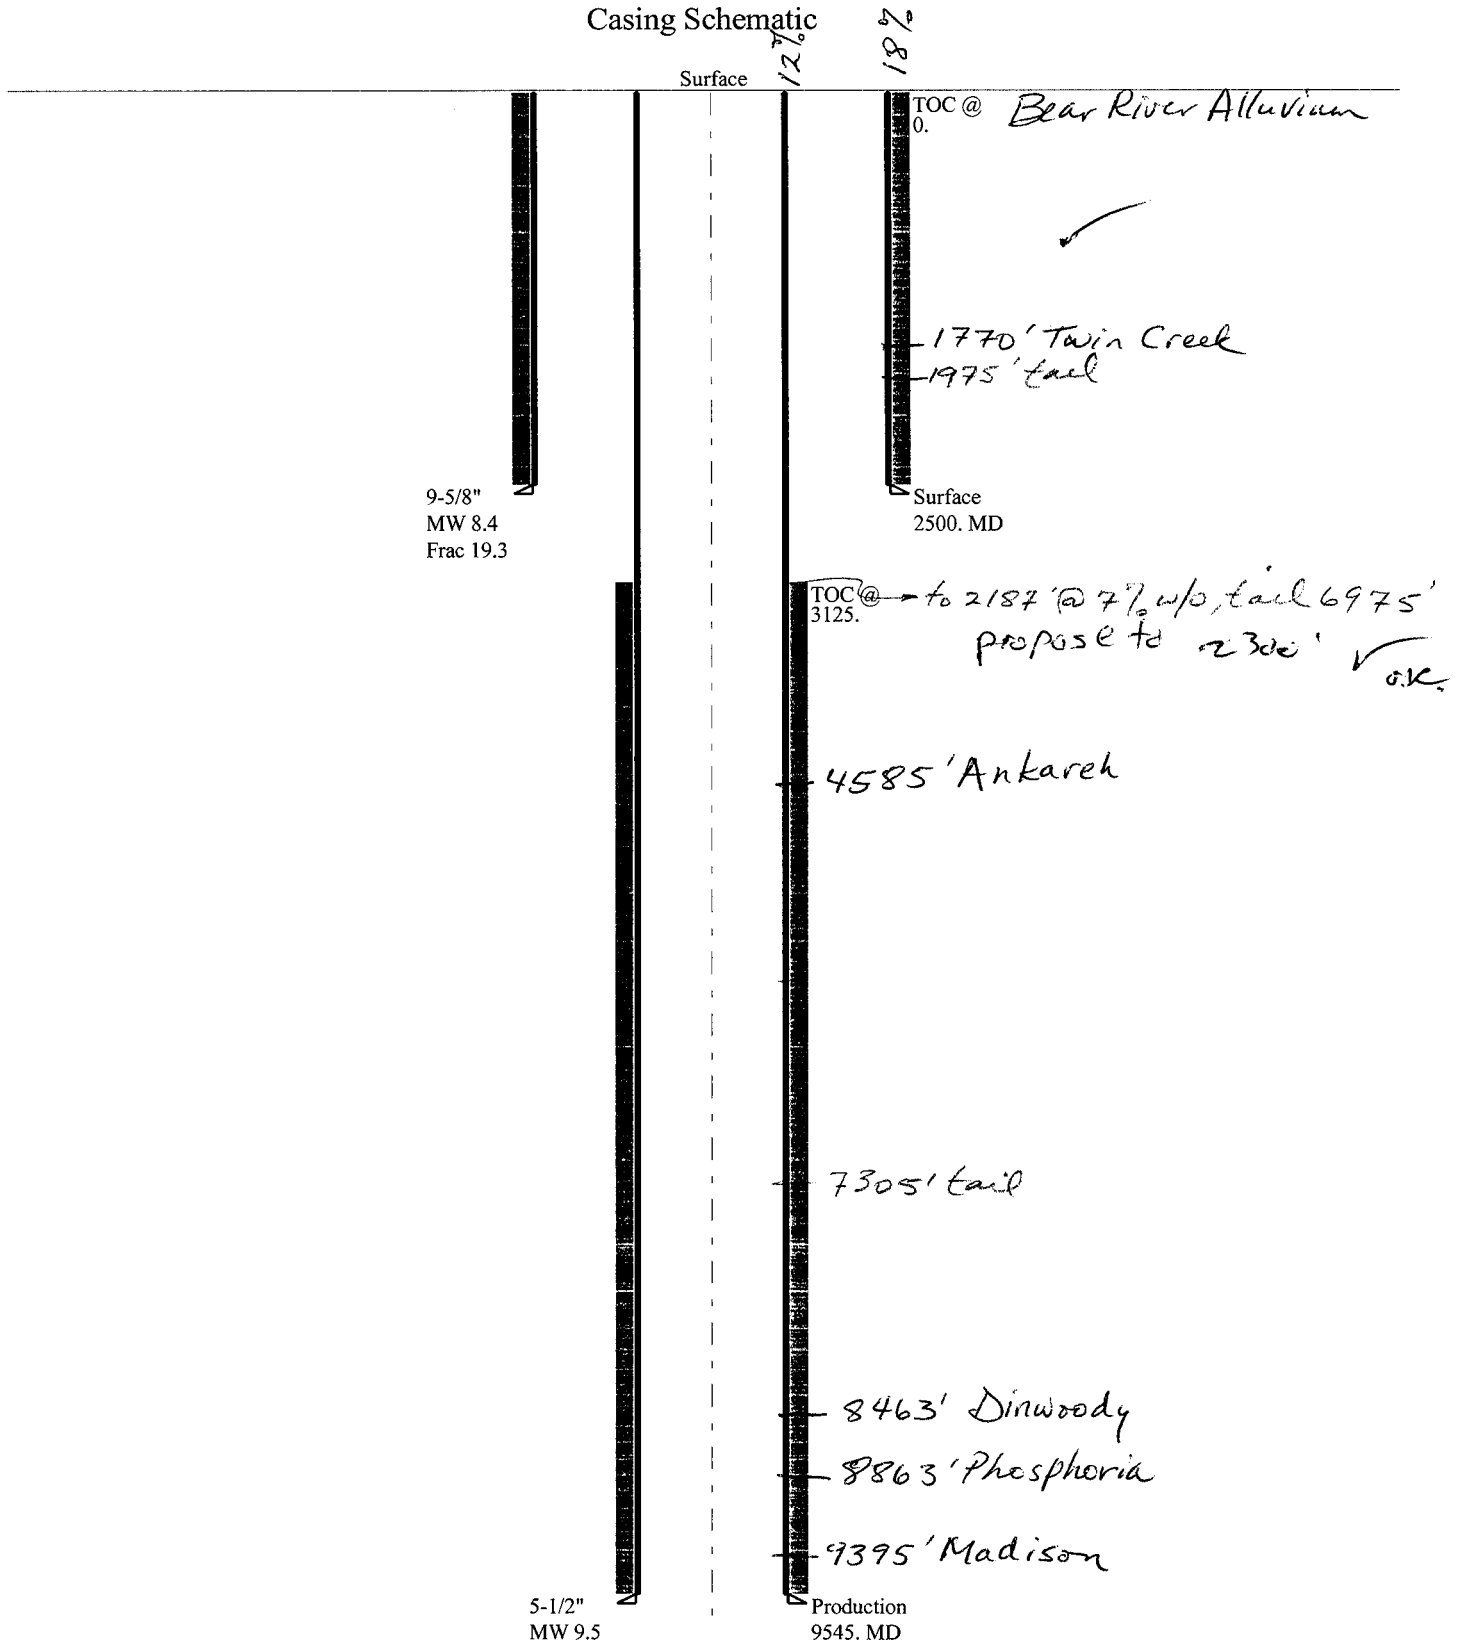 Casing Schematic
12%
18%
Surface
TOC @
0.
Bear River Alluvium
1770' Twin Creek
1975' tail
9-5/8"
MW 8.4
Frac 19.3
Surface
2500. MD
TOC @
3125.
to 2187' @ 7% w/o, tail 6975'
propose to 2300' ✓
o.k.
4585' Ankareh
7305' tail
8463' Dinwoody
8863' Phosphoria
9395' Madison
5-1/2"
MW 9.5
Production
9545. MD